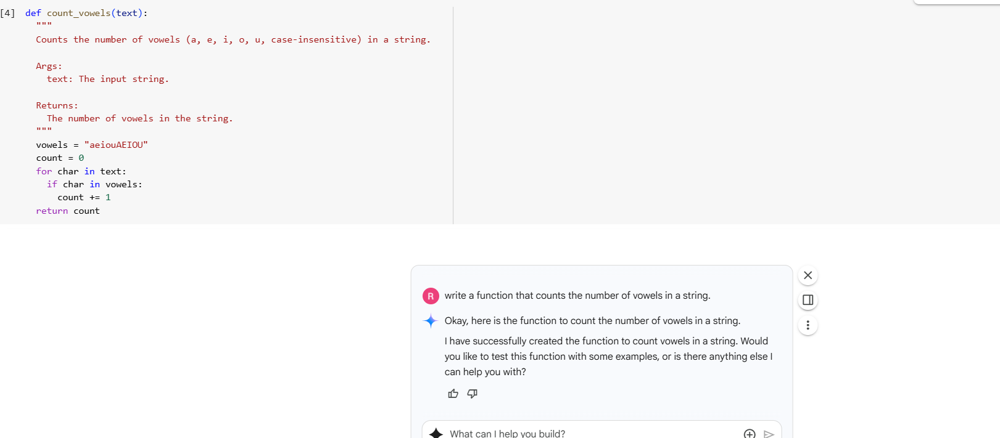 [4] def count_vowels(text):
"""
Counts the number of vowels (a, e, i, o, u, case-insensitive) in a string.
Args:
text: The input string.
Returns:
The number of vowels in the string.
"""
vowels = "aeiouAEIOU"
count = 0
for char in text:
if char in vowels:
count += 1
return count
R write a function that counts the number of vowels in a string.
Okay, here is the function to count the number of vowels in a string.
I have successfully created the function to count vowels in a string. Would
you like to test this function with some examples, or is there anything else I
can help you with?
What can I help you build?